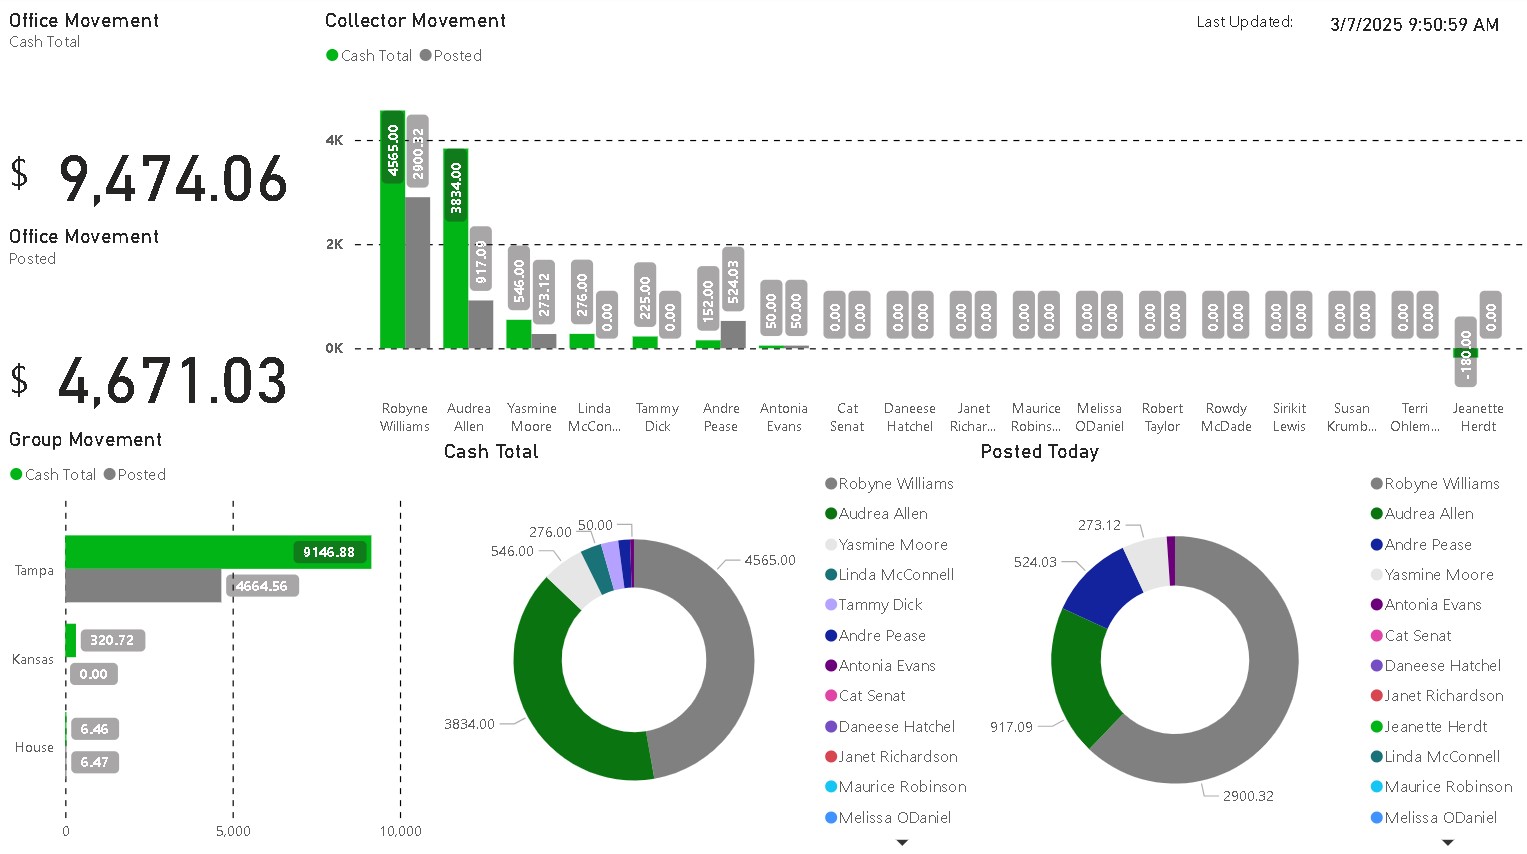 Office Movement
Cash Total
$ 9,474.06
Office Movement
Posted
$ 4,671.03
Collector Movement
Cash Total Posted
Last Updated: 3/7/2025 9:50:59 AM
4K
2K
0K
4565.00 2900.32
3834.00 917.09
546.00 273.12
276.00 0.00
225.00 0.00
152.00 524.03
50.00 50.00
0.00 0.00
0.00 0.00
0.00 0.00
0.00 0.00
0.00 0.00
0.00 0.00
0.00 0.00
0.00 0.00
0.00 0.00
0.00 0.00
-180.00 0.00
Robyne Williams
Audrea Allen
Yasmine Moore
Linda McCon...
Tammy Dick
Andre Pease
Antonia Evans
Cat Senat
Daneese Hatchel
Janet Richar...
Maurice Robins...
Melissa ODaniel
Robert Taylor
Rowdy McDade
Sirikit Lewis
Susan Krumb...
Terri Ohlem...
Jeanette Herdt
Group Movement
Cash Total Posted
Tampa
9146.88
4664.56
Kansas
320.72
0.00
House
6.46
6.47
0 5,000 10,000
Cash Total
50.00
276.00
546.00
4565.00
3834.00
Robyne Williams
Audrea Allen
Yasmine Moore
Linda McConnell
Tammy Dick
Andre Pease
Antonia Evans
Cat Senat
Daneese Hatchel
Janet Richardson
Maurice Robinson
Melissa ODaniel
Posted Today
273.12
524.03
917.09
2900.32
Robyne Williams
Audrea Allen
Andre Pease
Yasmine Moore
Antonia Evans
Cat Senat
Daneese Hatchel
Janet Richardson
Jeanette Herdt
Linda McConnell
Maurice Robinson
Melissa ODaniel